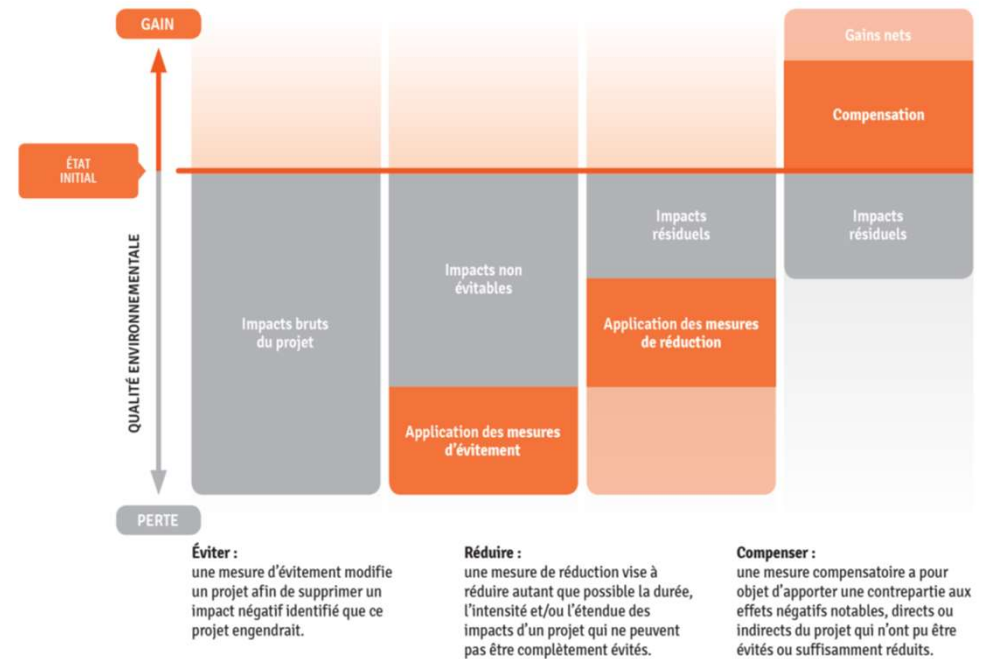 GAIN
Gains nets
Compensation
ÉTAT
INITIAL
Impacts
résiduels
Impacts
résiduels
Impacts non
évitables
Impacts bruts
du projet
Application des mesures
de réduction
Application des mesures
d'évitement
QUALITÉ ENVIRONNEMENTALE
PERTE
Éviter :
une mesure d'évitement modifie
un projet afin de supprimer un
impact négatif identifié que ce
projet engendrait.
Réduire :
une mesure de réduction vise à
réduire autant que possible la durée,
l'intensité et/ou l'étendue des
impacts d'un projet qui ne peuvent
pas être complètement évités.
Compenser :
une mesure compensatoire a pour
objet d'apporter une contrepartie aux
effets négatifs notables, directs ou
indirects du projet qui n'ont pu être
évités ou suffisamment réduits.